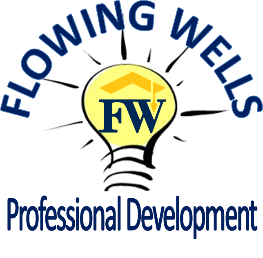 FLOWING WELLS
FW
Professional Development